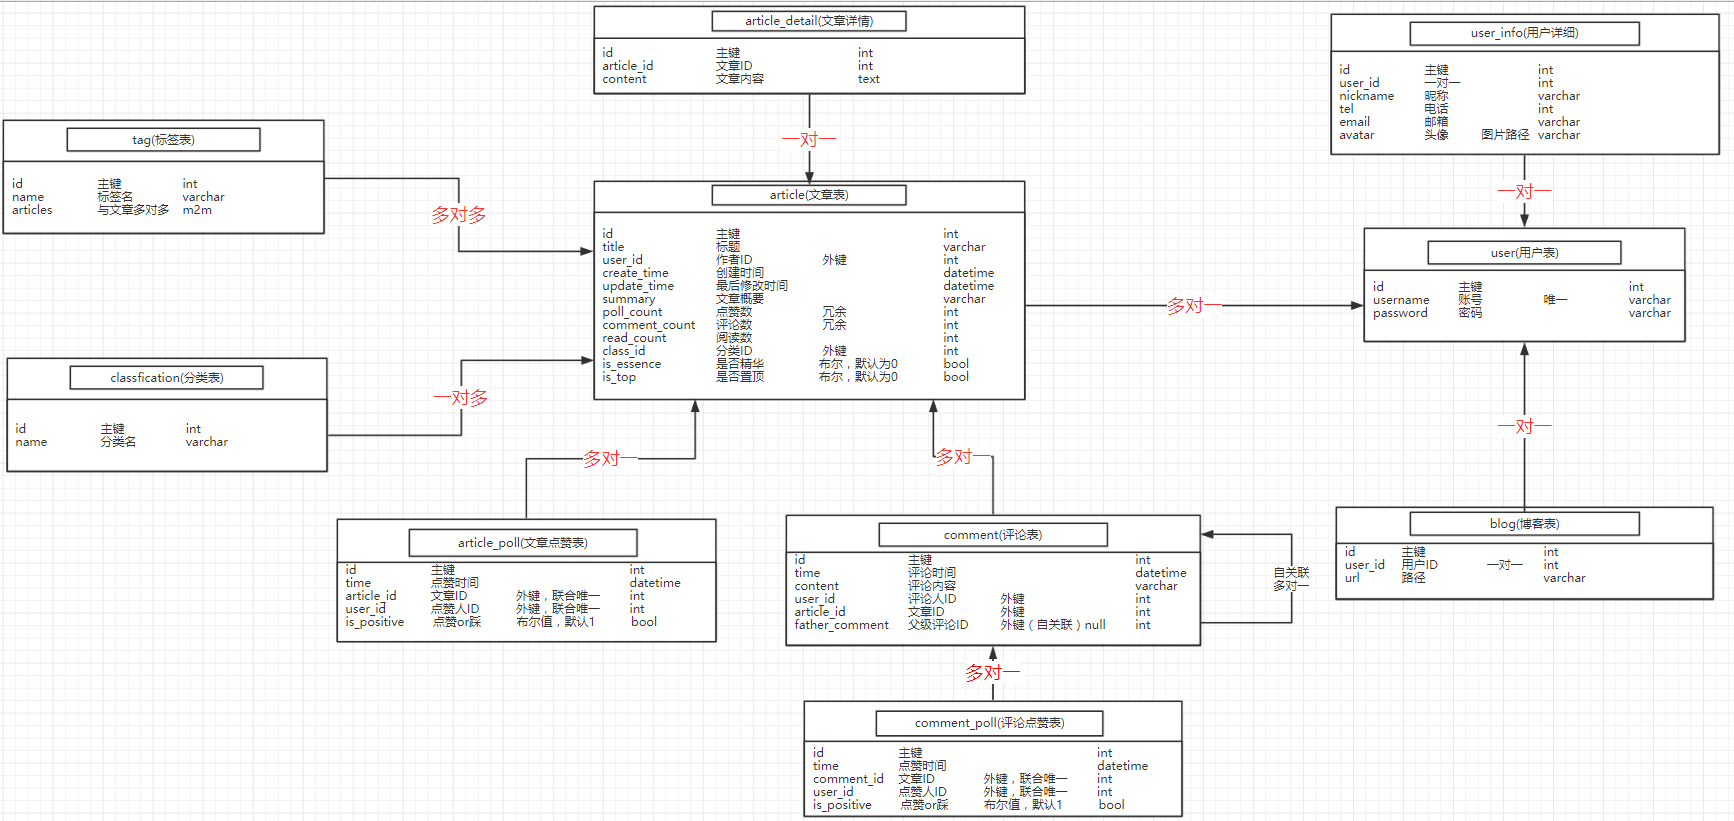 article_detail(文章详情)
id 主键 int
article_id 文章ID int
content 文章内容 text
一对一
user_info(用户详细)
id 主键 int
user_id 一对一 int
nickname 昵称 varchar
tel 电话 int
email 邮箱 varchar
avatar 头像 图片路径 varchar
一对一
tag(标签表)
id 主键 int
name 标签名 varchar
articles 与文章多对多 m2m
多对多
article(文章表)
id 主键 int
title 标题 varchar
user_id 作者ID 外键 int
create_time 创建时间 datetime
update_time 最后修改时间 datetime
summary 文章概要 varchar
poll_count 点赞数 冗余 int
comment_count 评论数 冗余 int
read_count 阅读数 int
class_id 分类ID 外键 int
is_essence 是否精华 布尔，默认为0 bool
is_top 是否置顶 布尔，默认为0 bool
多对一
user(用户表)
id 主键 int
username 账号 唯一 varchar
password 密码 varchar
classfication(分类表)
id 主键 int
name 分类名 varchar
一对多
多对一
多对一
一对一
article_poll(文章点赞表)
id 主键 int
time 点赞时间 datetime
article_id 文章ID 外键，联合唯一 int
user_id 点赞人ID 外键，联合唯一 int
is_positive 点赞or踩 布尔值，默认1 bool
comment(评论表)
id 主键 int
time 评论时间 datetime
content 评论内容 varchar
user_id 评论人ID 外键 int
article_id 文章ID 外键 int
father_comment 父级评论ID 外键（自关联）null int
自关联
多对一
blog(博客表)
id 主键 int
user_id 用户ID 一对一 int
url 路径 varchar
多对一
comment_poll(评论点赞表)
id 主键 int
time 点赞时间 datetime
comment_id 文章ID 外键，联合唯一 int
user_id 点赞人ID 外键，联合唯一 int
is_positive 点赞or踩 布尔值，默认1 bool